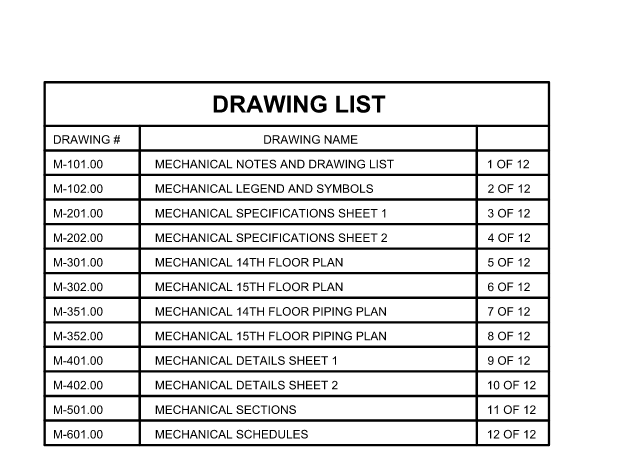 DRAWING LIST
DRAWING # DRAWING NAME
M-101.00 MECHANICAL NOTES AND DRAWING LIST 1 OF 12
M-102.00 MECHANICAL LEGEND AND SYMBOLS 2 OF 12
M-201.00 MECHANICAL SPECIFICATIONS SHEET 1 3 OF 12
M-202.00 MECHANICAL SPECIFICATIONS SHEET 2 4 OF 12
M-301.00 MECHANICAL 14TH FLOOR PLAN 5 OF 12
M-302.00 MECHANICAL 15TH FLOOR PLAN 6 OF 12
M-351.00 MECHANICAL 14TH FLOOR PIPING PLAN 7 OF 12
M-352.00 MECHANICAL 15TH FLOOR PIPING PLAN 8 OF 12
M-401.00 MECHANICAL DETAILS SHEET 1 9 OF 12
M-402.00 MECHANICAL DETAILS SHEET 2 10 OF 12
M-501.00 MECHANICAL SECTIONS 11 OF 12
M-601.00 MECHANICAL SCHEDULES 12 OF 12